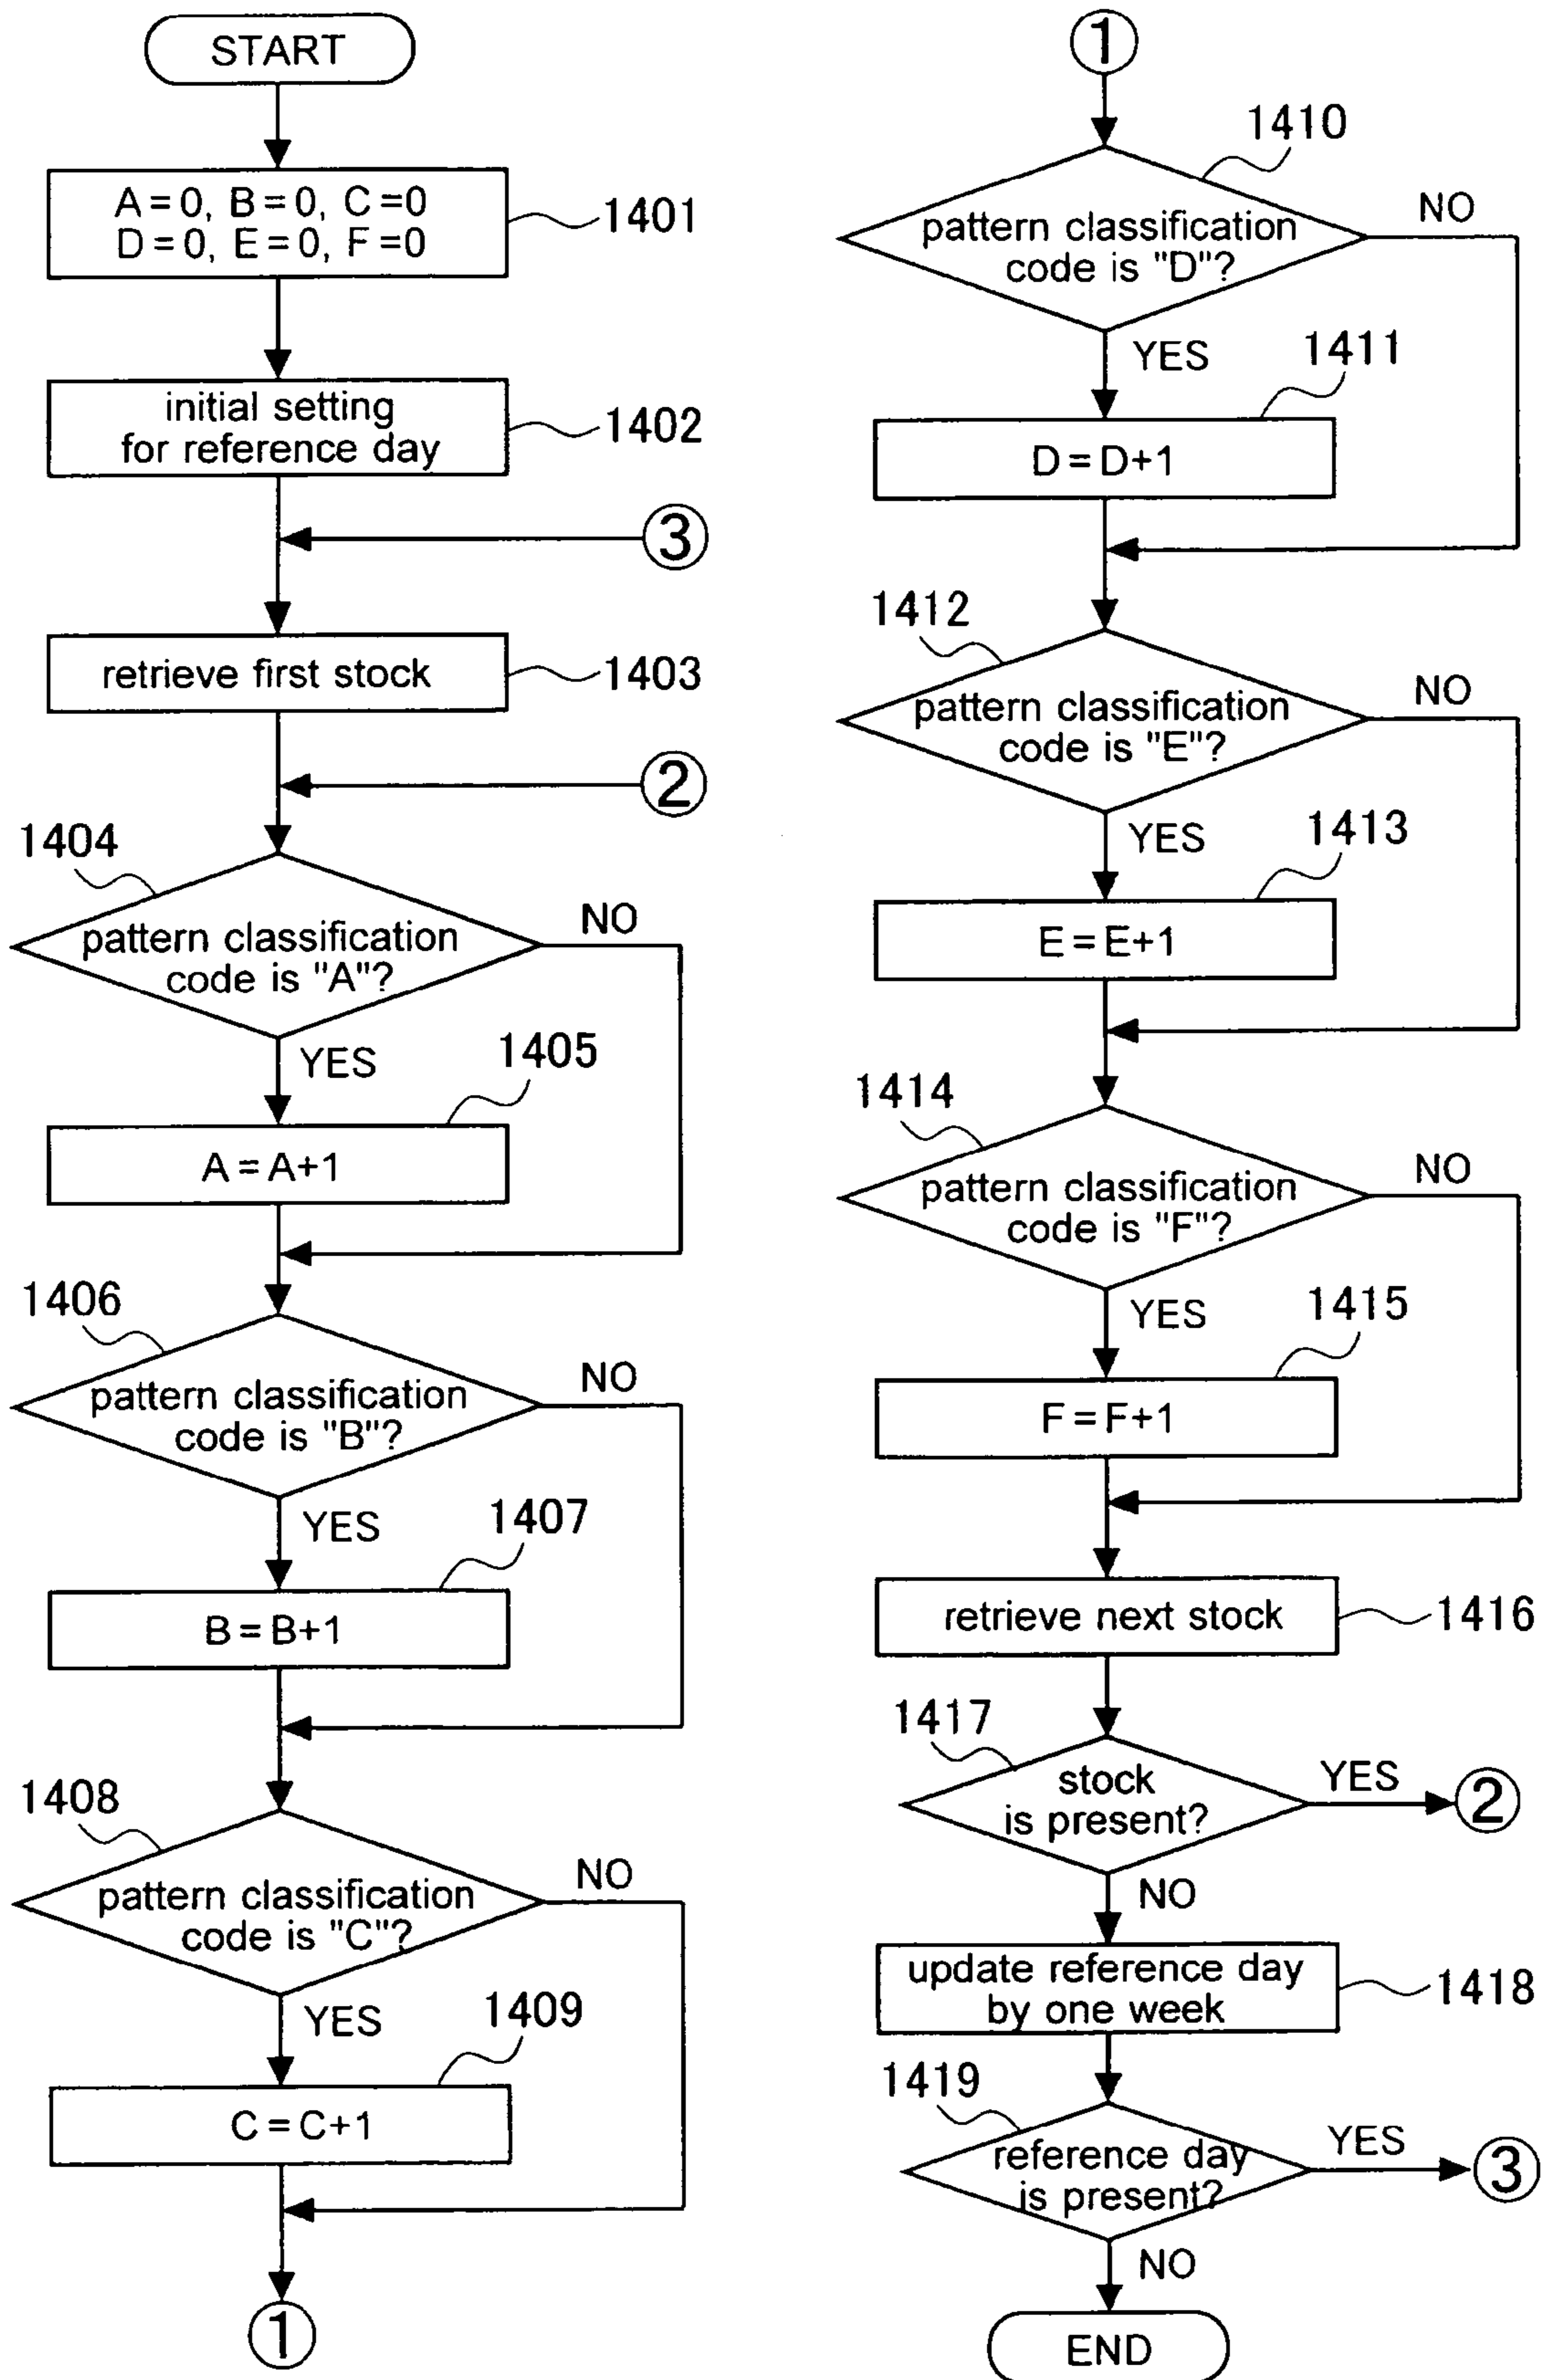 START
A=0, B=0, C=0
D=0, E=0, F=0
1401
initial setting
for reference day
1402
③
retrieve first stock
1403
②
1404
pattern classification
code is "A"?
NO
YES
1405
A=A+1
1406
pattern classification
code is "B"?
NO
YES
1407
B=B+1
1408
pattern classification
code is "C"?
NO
YES
1409
C=C+1
①
①
1410
pattern classification
code is "D"?
NO
YES
1411
D=D+1
1412
pattern classification
code is "E"?
NO
YES
1413
E=E+1
1414
pattern classification
code is "F"?
NO
YES
1415
F=F+1
retrieve next stock
1416
1417
stock
is present?
YES
②
NO
update reference day
by one week
1418
1419
reference day
is present?
YES
③
NO
END